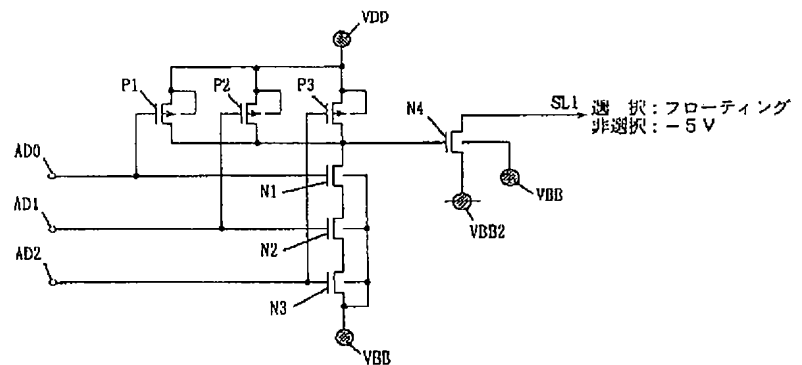 VDD
P1
P2
P3
N4
SL1 選 択：フローティング
非選択：－5V
AD0
N1
VBB
AD1
VBB2
N2
AD2
N3
VBB